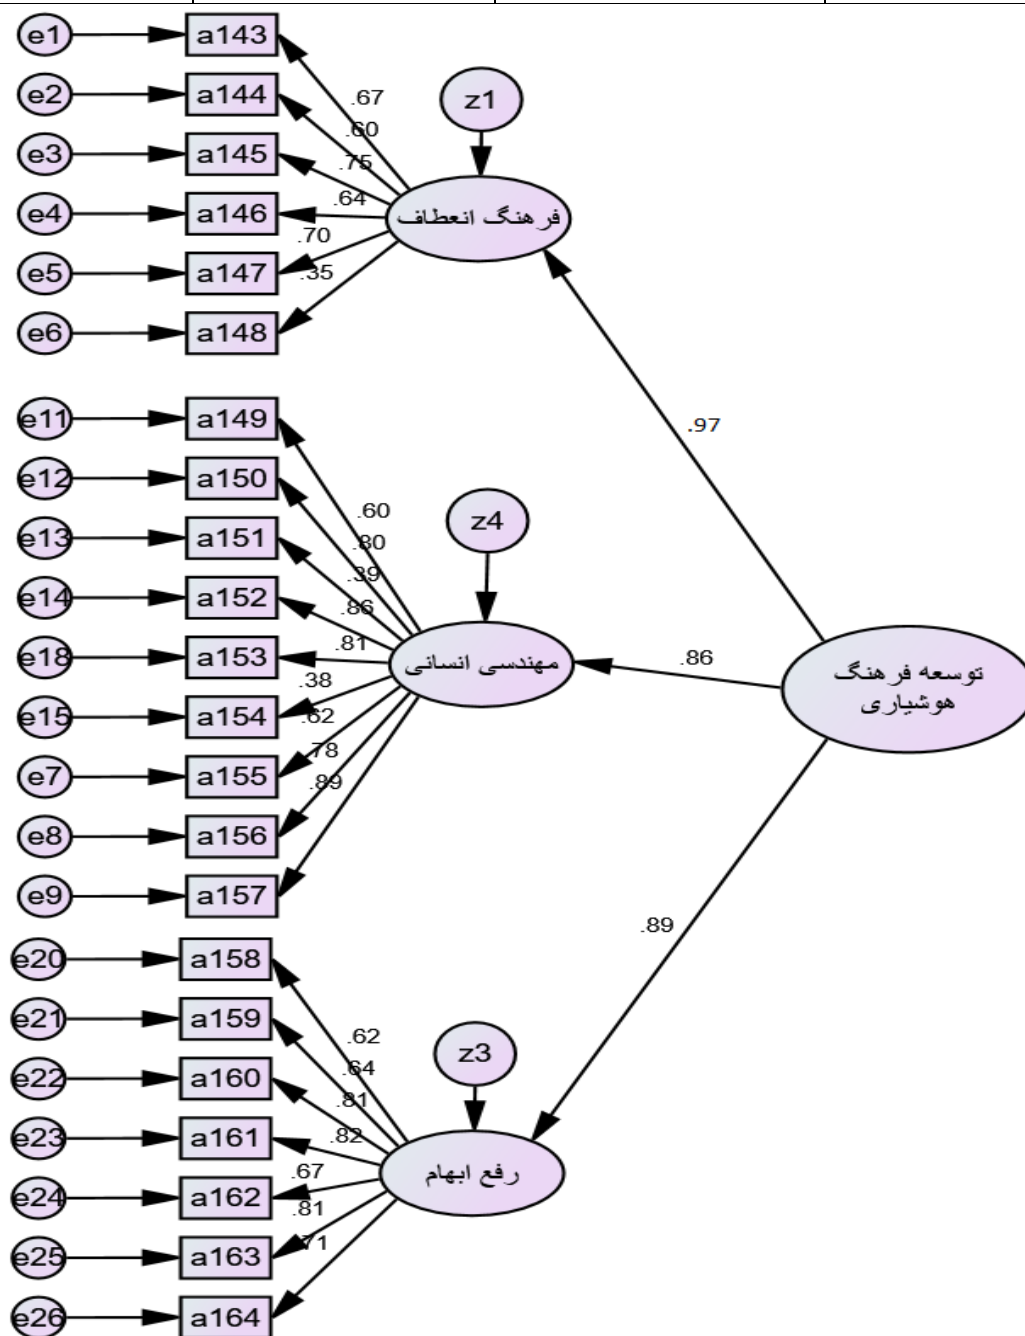 e1 a143
e2 a144
e3 a145
e4 a146
e5 a147
e6 a148
.67
.60
.75
.64
.70
.35
z1
فرهنگ انعطاف
.97
e11 a149
e12 a150
e13 a151
e14 a152
e18 a153
e15 a154
e7 a155
e8 a156
e9 a157
.60
.80
.39
.86
.81
.38
.62
.78
.89
z4
مهندسی انسانی
.86
توسعه فرهنگ
هوشیاری
.89
e20 a158
e21 a159
e22 a160
e23 a161
e24 a162
e25 a163
e26 a164
.62
.64
.81
.82
.67
.81
.71
z3
رفع ابهام